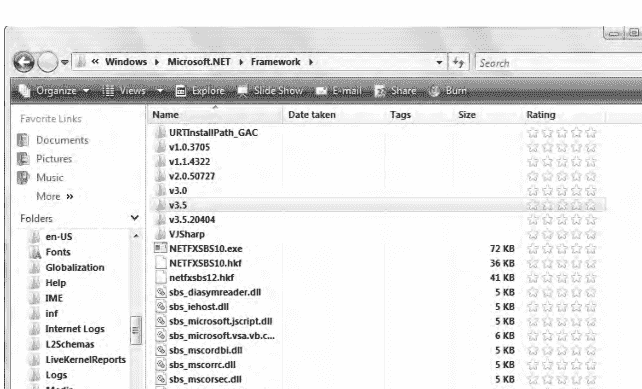 « Windows ▸ Microsoft.NET ▸ Framework ▸ Search
Organize Views Explore Slide Show E-mail Share Burn
Favorite Links
Documents
Pictures
Music
More »
Folders
en-US
Fonts
Globalization
Help
IME
inf
Internet Logs
L2Schemas
LiveKernelReports
Logs
Name Date taken Tags Size Rating
URTInstallPath_GAC
v1.0.3705
v1.1.4322
v2.0.50727
v3.0
v3.5
v3.5.20404
VJSharp
NETFXSBS10.exe 72 KB
NETFXSBS10.hkf 36 KB
netfxsbs12.hkf 41 KB
sbs_diasymreader.dll 5 KB
sbs_iehost.dll 5 KB
sbs_microsoft.jscript.dll 5 KB
sbs_microsoft.vsa.vb.c... 6 KB
sbs_mscordbi.dll 5 KB
sbs_mscorrc.dll 5 KB
sbs_mscorsec.dll 5 KB